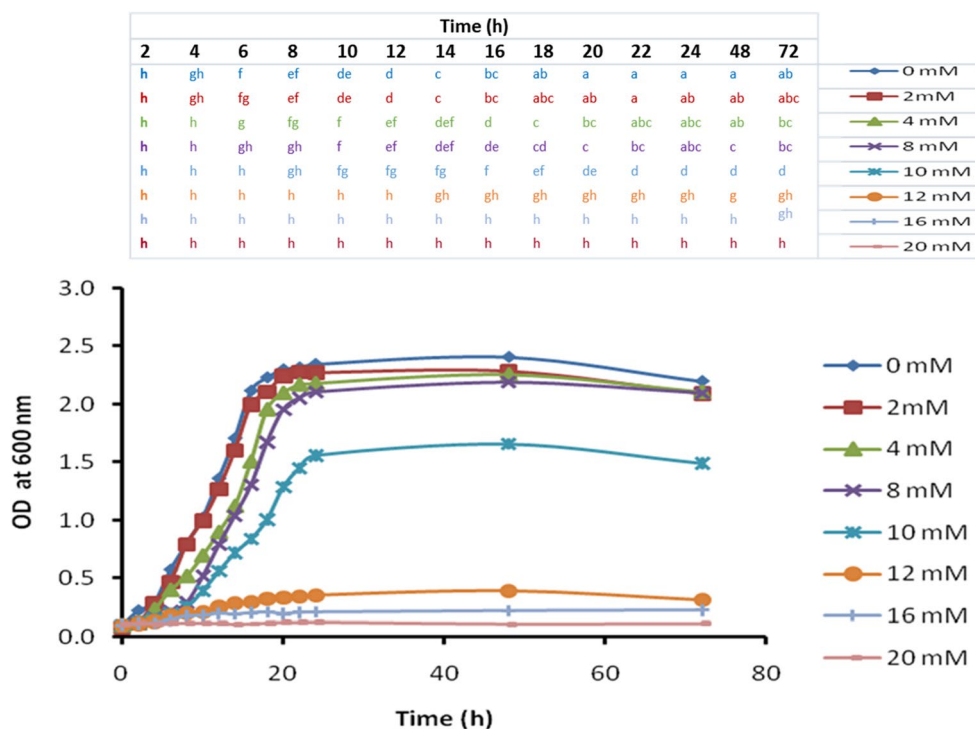 Time (h)
2 4 6 8 10 12 14 16 18 20 22 24 48 72
h gh f ef de d c bc ab a a a a ab 0 mM
h gh fg ef de d c bc abc ab a ab ab abc 2mM
h h g fg f ef def d c bc abc abc ab bc 4 mM
h h gh gh f ef def de cd c bc abc c bc 8 mM
h h h gh fg fg fg f ef de d d d d 10 mM
h h h h h h gh gh gh gh gh gh g gh 12 mM
h h h h h h h h h h h h h gh 16 mM
h h h h h h h h h h h h h h 20 mM
3.0
2.5
2.0
1.5
1.0
0.5
0.0
OD at 600 nm
0 20 40 60 80
Time (h)
0 mM
2mM
4 mM
8 mM
10 mM
12 mM
16 mM
20 mM